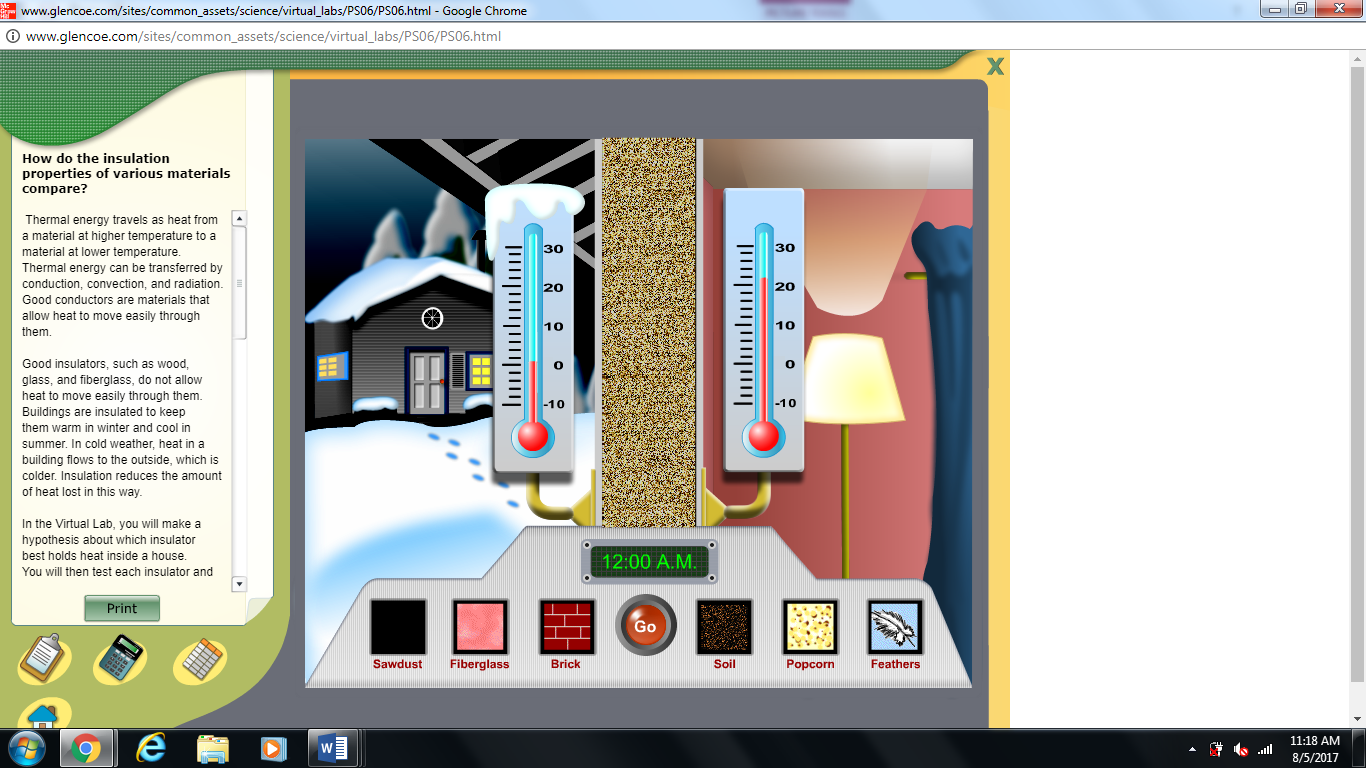 Mc
Graw
Hill
www.glencoe.com/sites/common_assets/science/virtual_labs/PS06/PS06.html - Google Chrome
www.glencoe.com/sites/common_assets/science/virtual_labs/PS06/PS06.html
X
How do the insulation
properties of various materials
compare?
Thermal energy travels as heat from
a material at higher temperature to a
material at lower temperature.
Thermal energy can be transferred by
conduction, convection, and radiation.
Good conductors are materials that
allow heat to move easily through
them.
Good insulators, such as wood,
glass, and fiberglass, do not allow
heat to move easily through them.
Buildings are insulated to keep
them warm in winter and cool in
summer. In cold weather, heat in a
building flows to the outside, which is
colder. Insulation reduces the amount
of heat lost in this way.
In the Virtual Lab, you will make a
hypothesis about which insulator
best holds heat inside a house.
You will then test each insulator and
Print
30
20
10
0
-10
30
20
10
0
-10
12:00 A.M.
Go
Sawdust Fiberglass Brick Soil Popcorn Feathers
11:18 AM
8/5/2017